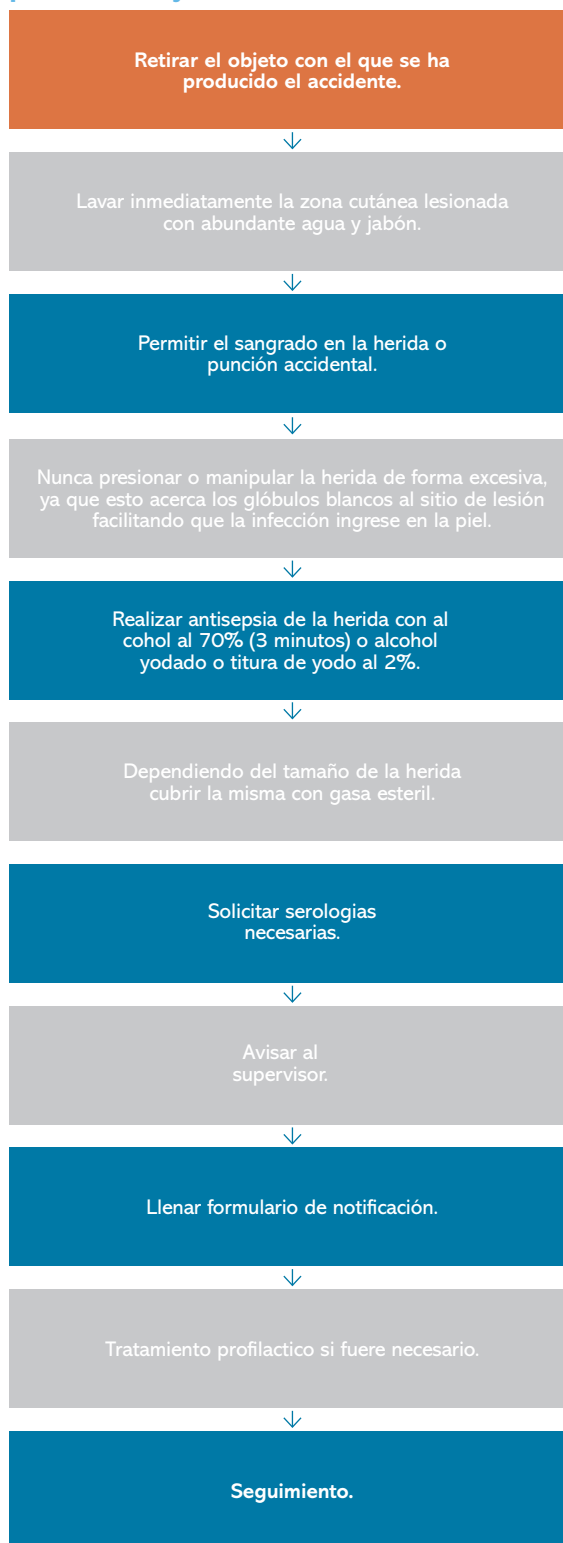 Retirar el objeto con el que se ha
producido el accidente.
Lavar inmediatamente la zona cutánea lesionada
con abundante agua y jabón.
Permitir el sangrado en la herida o
punción accidental.
Nunca presionar o manipular la herida de forma excesiva,
ya que esto acerca los glóbulos blancos al sitio de lesión
facilitando que la infección ingrese en la piel.
Realizar antisepsia de la herida con al
cohol al 70% (3 minutos) o alcohol
yodado o titura de yodo al 2%.
Dependiendo del tamaño de la herida
cubrir la misma con gasa esteril.
Solicitar serologias
necesarias.
Avisar al
supervisor.
Llenar formulario de notificación.
Tratamiento profilactico si fuere necesario.
Seguimiento.